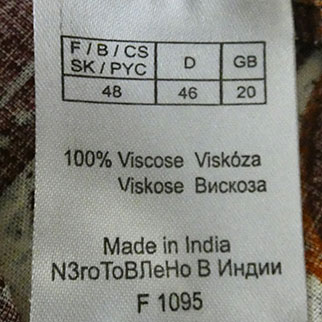 F / B / CS D GB
SK / PYC
48 46 20
100% Viscose Viskóza
Viskose Вискоза
Made in India
N3гоТоВЛеНо В Индии
F 1095